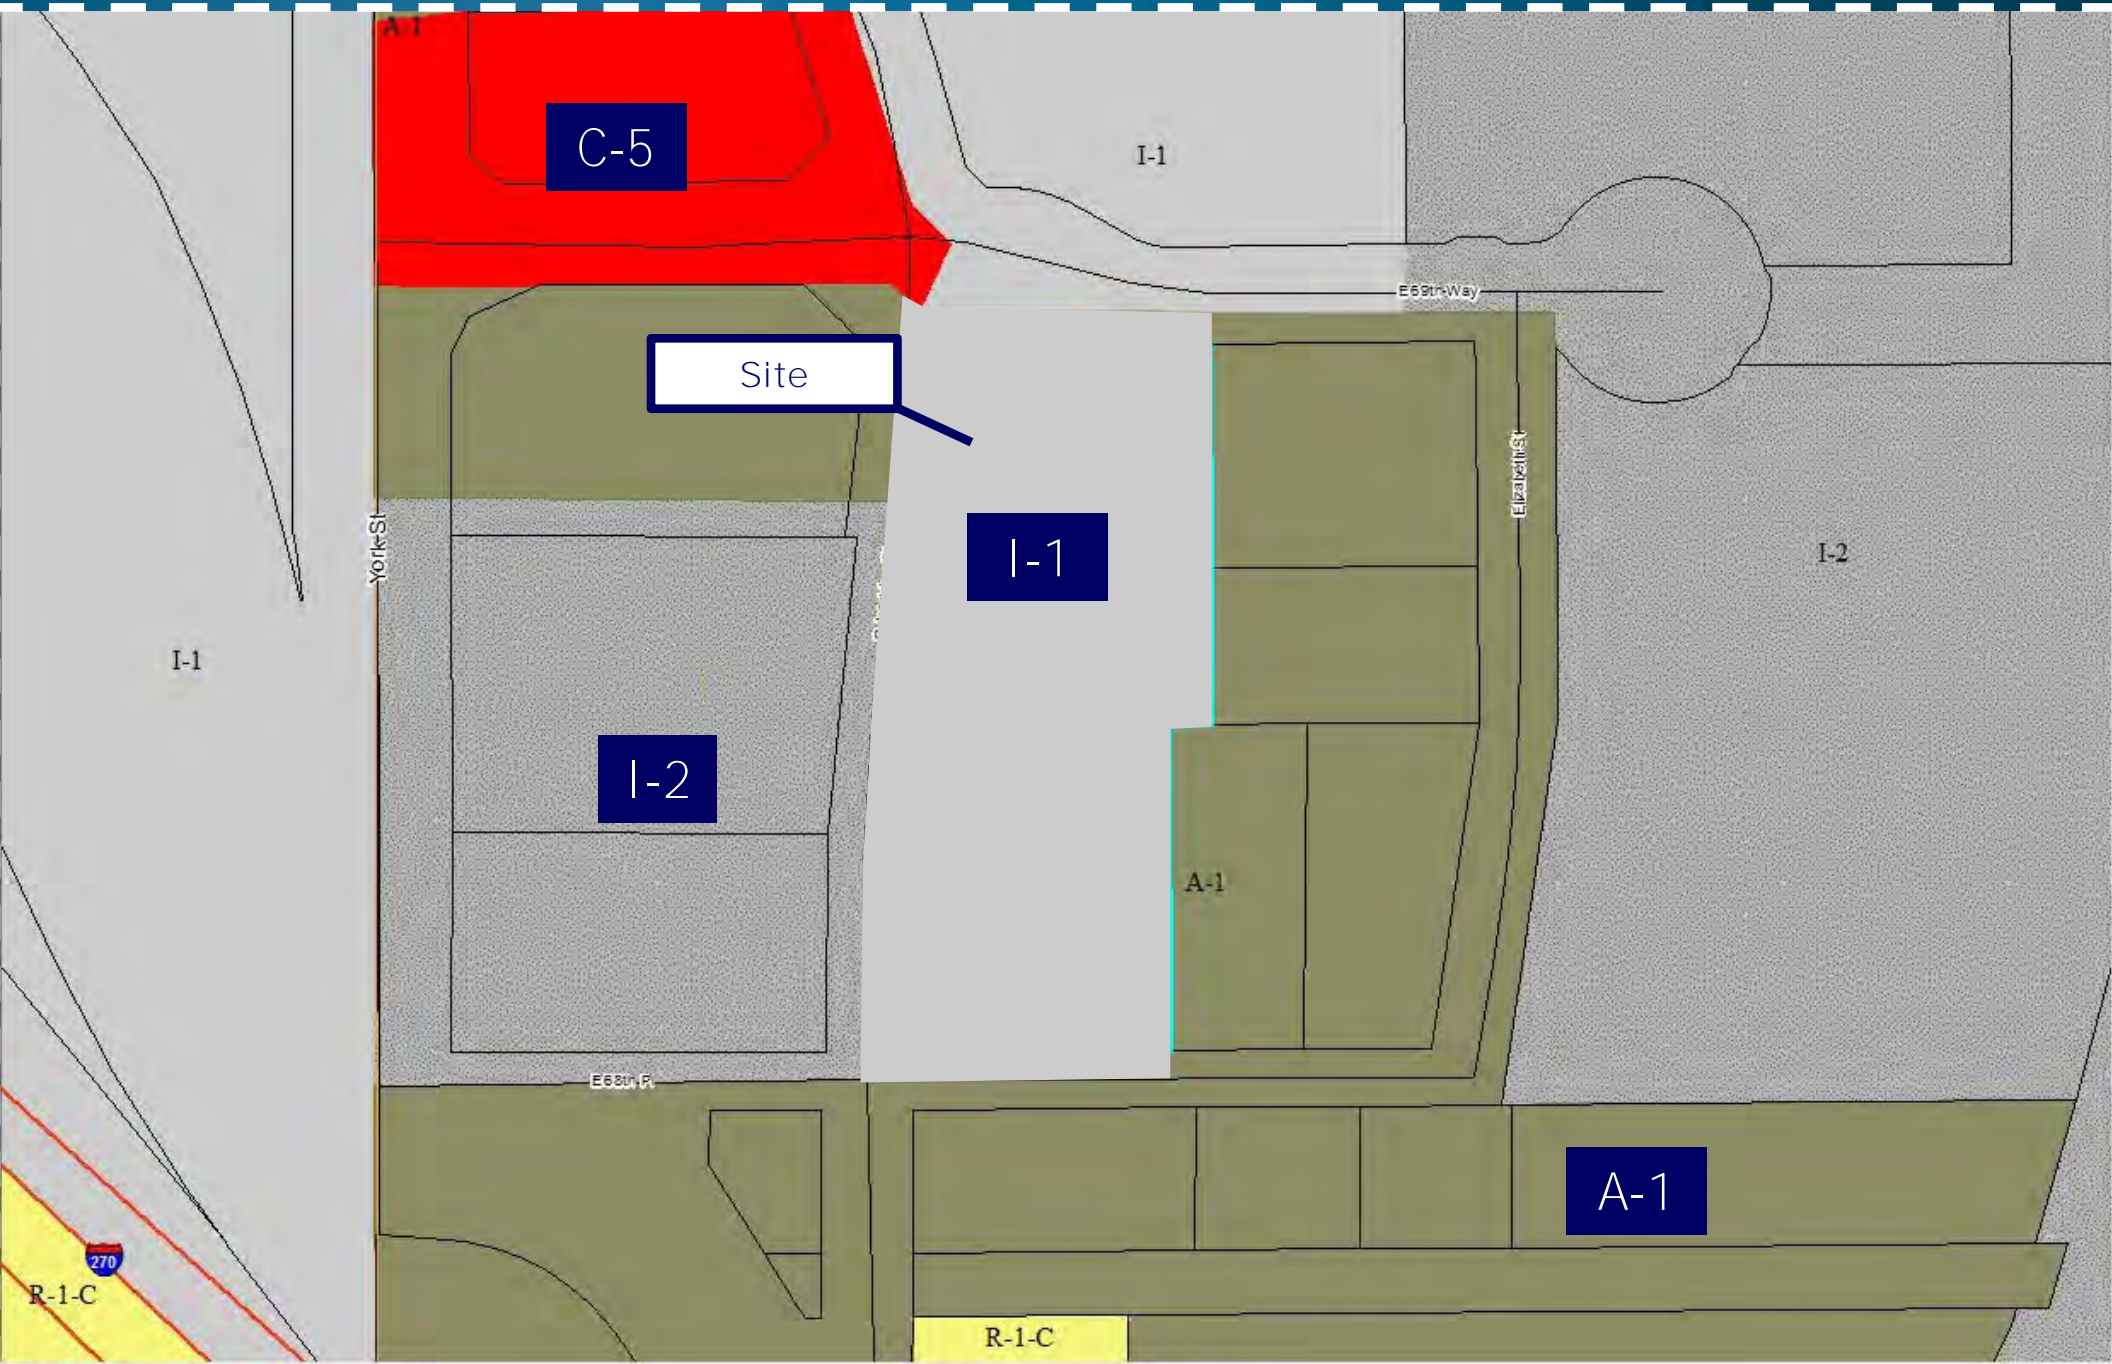 A-1
C-5
I-1
E 69th Way
Site
Elizabeth St
York St
I-1
I-2
I-1
I-2
A-1
E 68th P
A-1
270
R-1-C
R-1-C